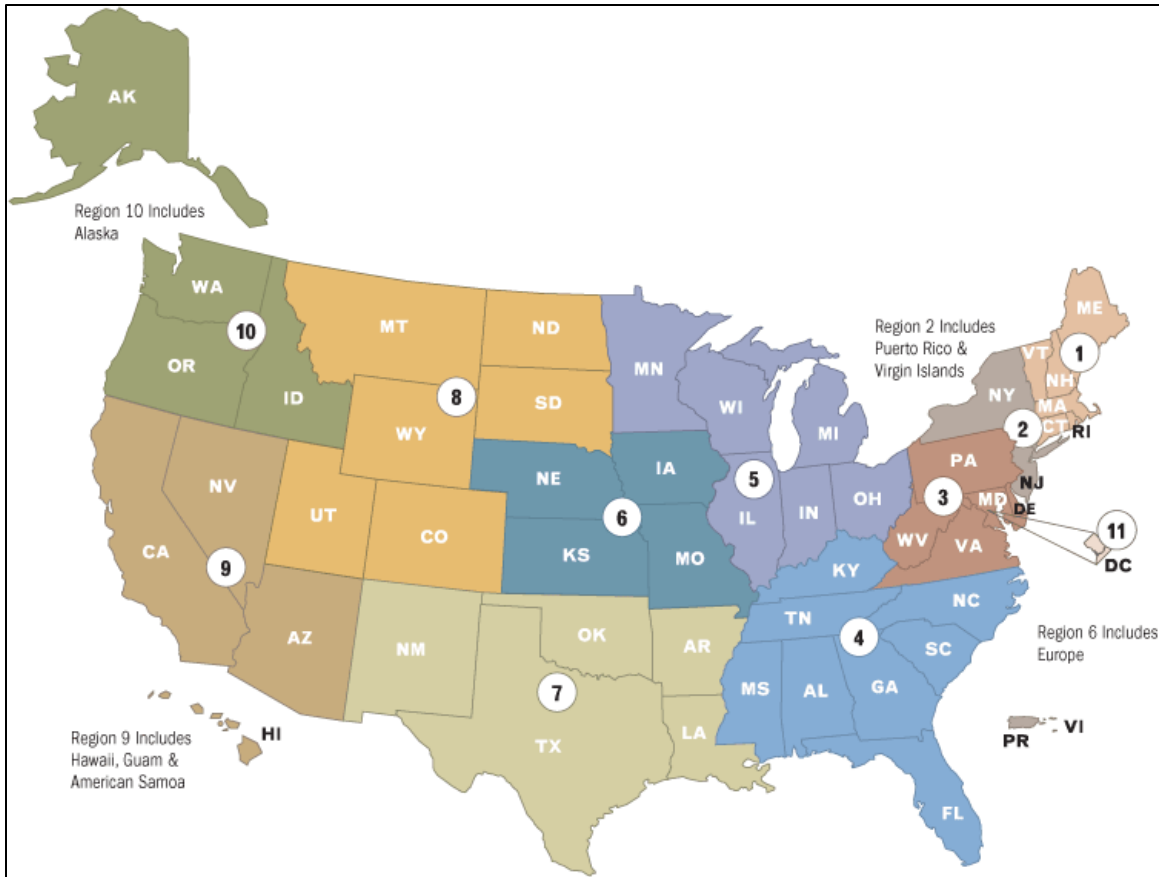 AK
Region 10 Includes
Alaska
WA
10
OR
ID
MT
ND
MN
8
SD
WY
WI
MI
Region 2 Includes
Puerto Rico &
Virgin Islands
ME
VT
1
NH
NY
MA
CT
RI
2
PA
NJ
3
MD
DE
11
DC
WV
VA
NV
UT
CO
CA
9
AZ
NE
IA
6
KS
MO
5
IL
IN
OH
KY
NC
TN
4
SC
Region 6 Includes
Europe
NM
OK
AR
7
MS
AL
GA
TX
LA
FL
PR
VI
HI
Region 9 Includes
Hawaii, Guam &
American Samoa